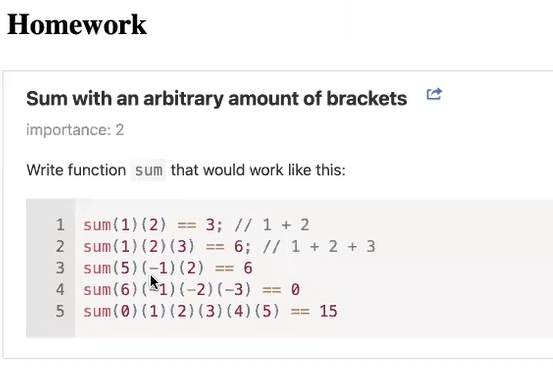 Homework
Sum with an arbitrary amount of brackets
importance: 2
Write function sum that would work like this:
1 sum(1)(2) == 3; // 1 + 2
2 sum(1)(2)(3) == 6; // 1 + 2 + 3
3 sum(5)(-1)(2) == 6
4 sum(6)(-1)(-2)(-3) == 0
5 sum(0)(1)(2)(3)(4)(5) == 15